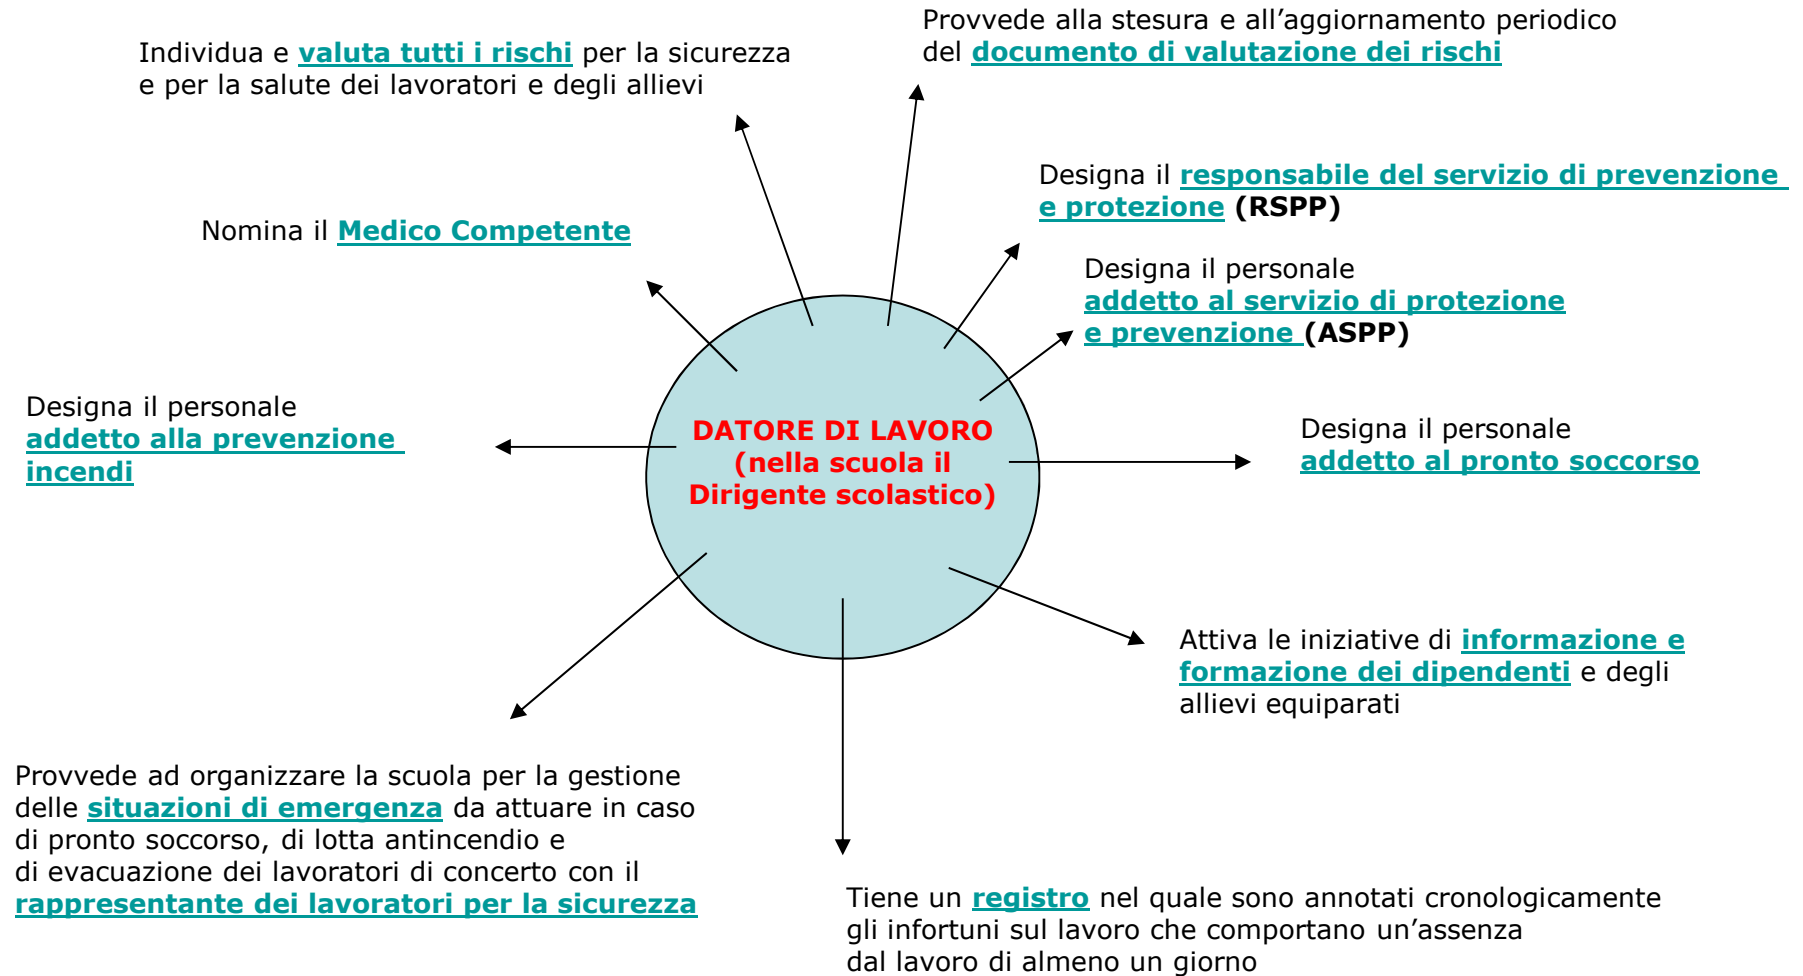 Provvede alla stesura e all’aggiornamento periodico
del documento di valutazione dei rischi
Individua e valuta tutti i rischi per la sicurezza
e per la salute dei lavoratori e degli allievi
Designa il responsabile del servizio di prevenzione
e protezione (RSPP)
Nomina il Medico Competente
Designa il personale
addetto al servizio di protezione
e prevenzione (ASPP)
Designa il personale
addetto alla prevenzione
incendi
DATORE DI LAVORO
(nella scuola il
Dirigente scolastico)
Designa il personale
addetto al pronto soccorso
Attiva le iniziative di informazione e
formazione dei dipendenti e degli
allievi equiparati
Provvede ad organizzare la scuola per la gestione
delle situazioni di emergenza da attuare in caso
di pronto soccorso, di lotta antincendio e
di evacuazione dei lavoratori di concerto con il
rappresentante dei lavoratori per la sicurezza
Tiene un registro nel quale sono annotati cronologicamente
gli infortuni sul lavoro che comportano un’assenza
dal lavoro di almeno un giorno